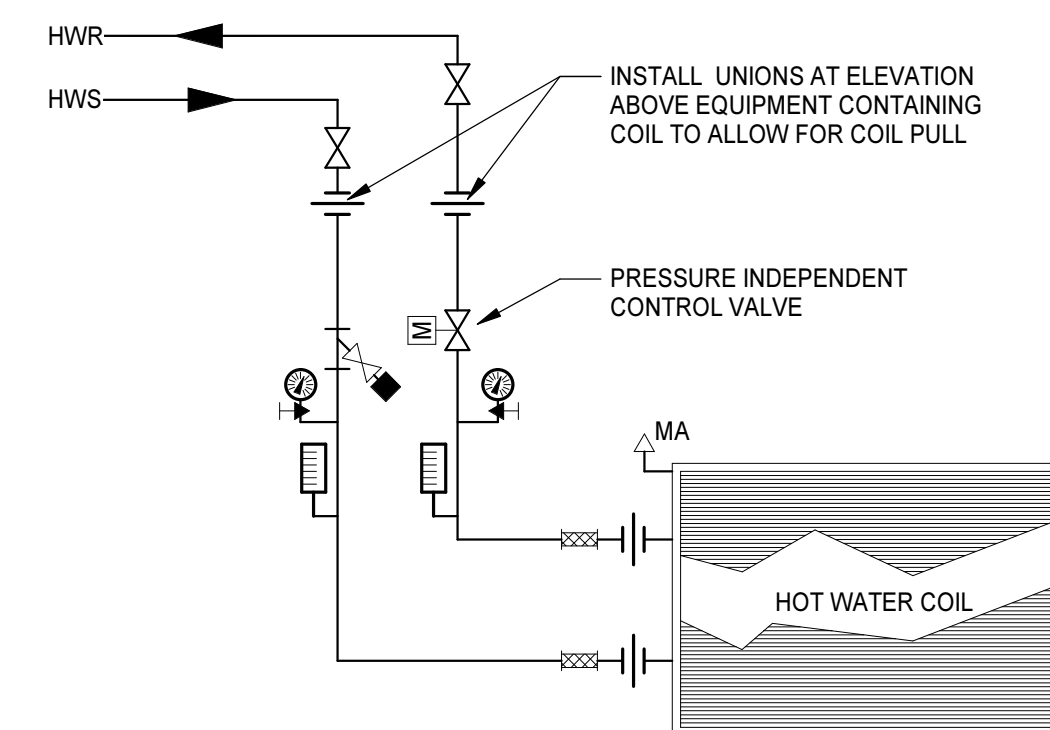 HWR
HWS
INSTALL UNIONS AT ELEVATION
ABOVE EQUIPMENT CONTAINING
COIL TO ALLOW FOR COIL PULL
PRESSURE INDEPENDENT
CONTROL VALVE
M
MA
HOT WATER COIL